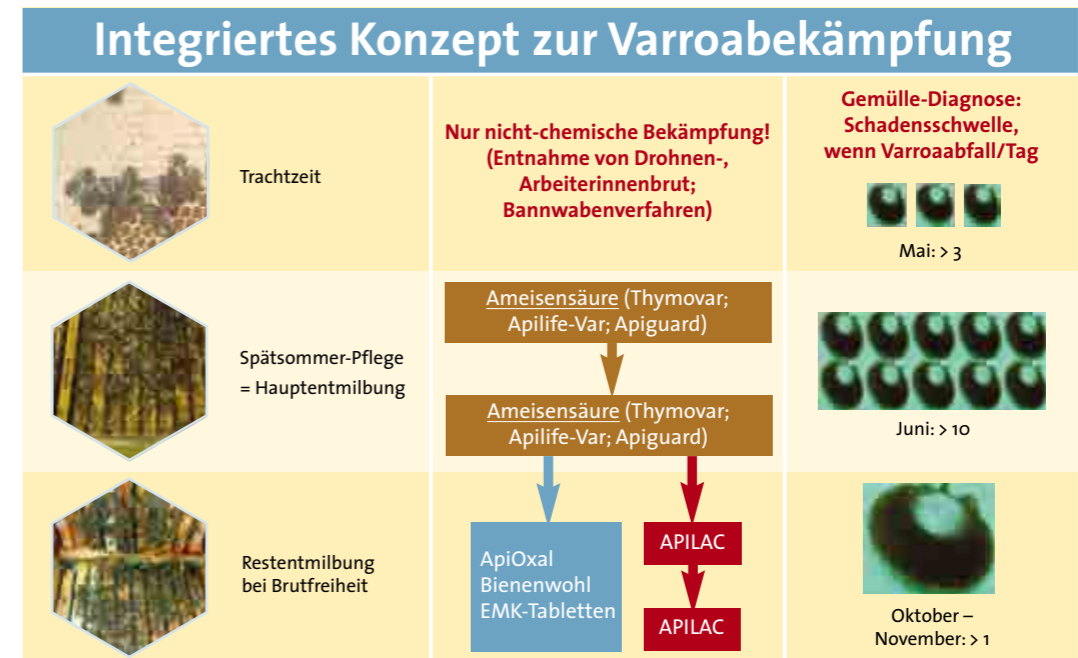 Integriertes Konzept zur Varroabekämpfung
Trachtzeit
Nur nicht-chemische Bekämpfung!
(Entnahme von Drohnen-,
Arbeiterinnenbrut;
Bannwabenverfahren)
Gemülle-Diagnose:
Schadensschwelle,
wenn Varroaabfall/Tag
Mai: > 3
Spätsommer-Pflege
= Hauptentmilbung
Ameisensäure (Thymovar;
Apilife-Var; Apiguard)
Ameisensäure (Thymovar;
Apilife-Var; Apiguard)
Juni: > 10
Restentmilbung
bei Brutfreiheit
ApiOxal
Bienenwohl
EMK-Tabletten
APILAC
APILAC
Oktober –
November: > 1